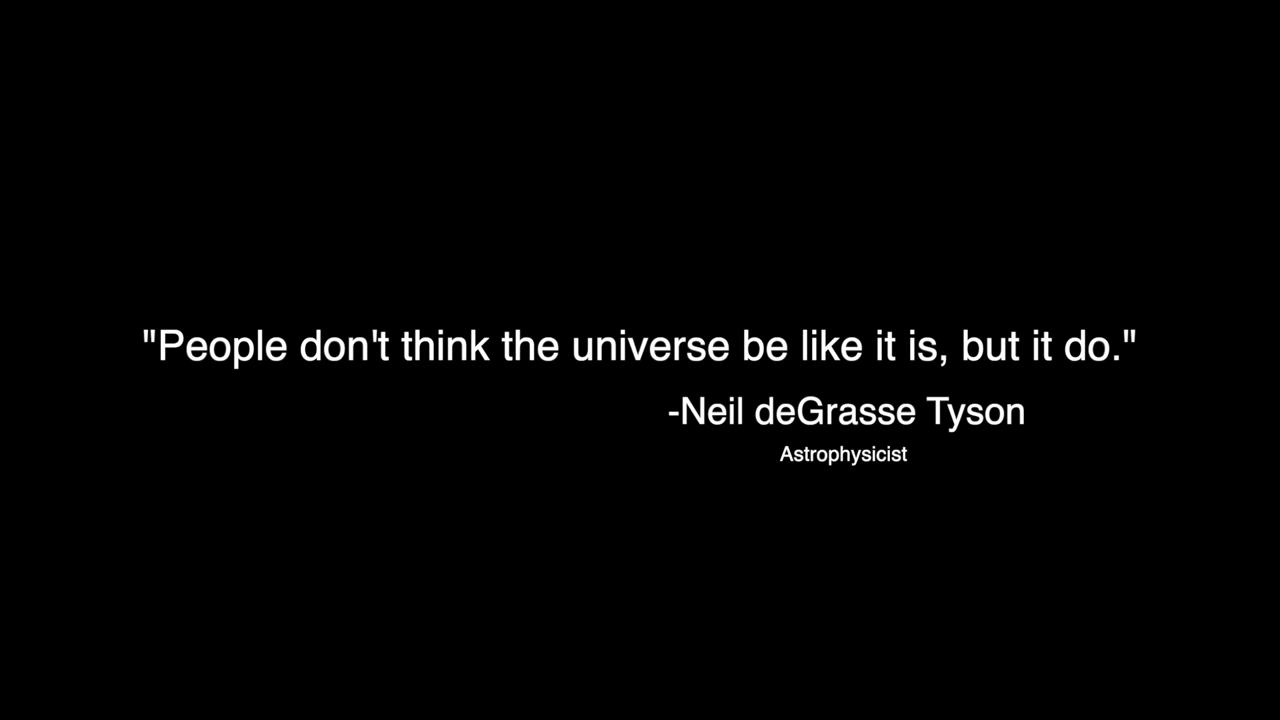 "People don't think the universe be like it is, but it do."
-Neil deGrasse Tyson
Astrophysicist